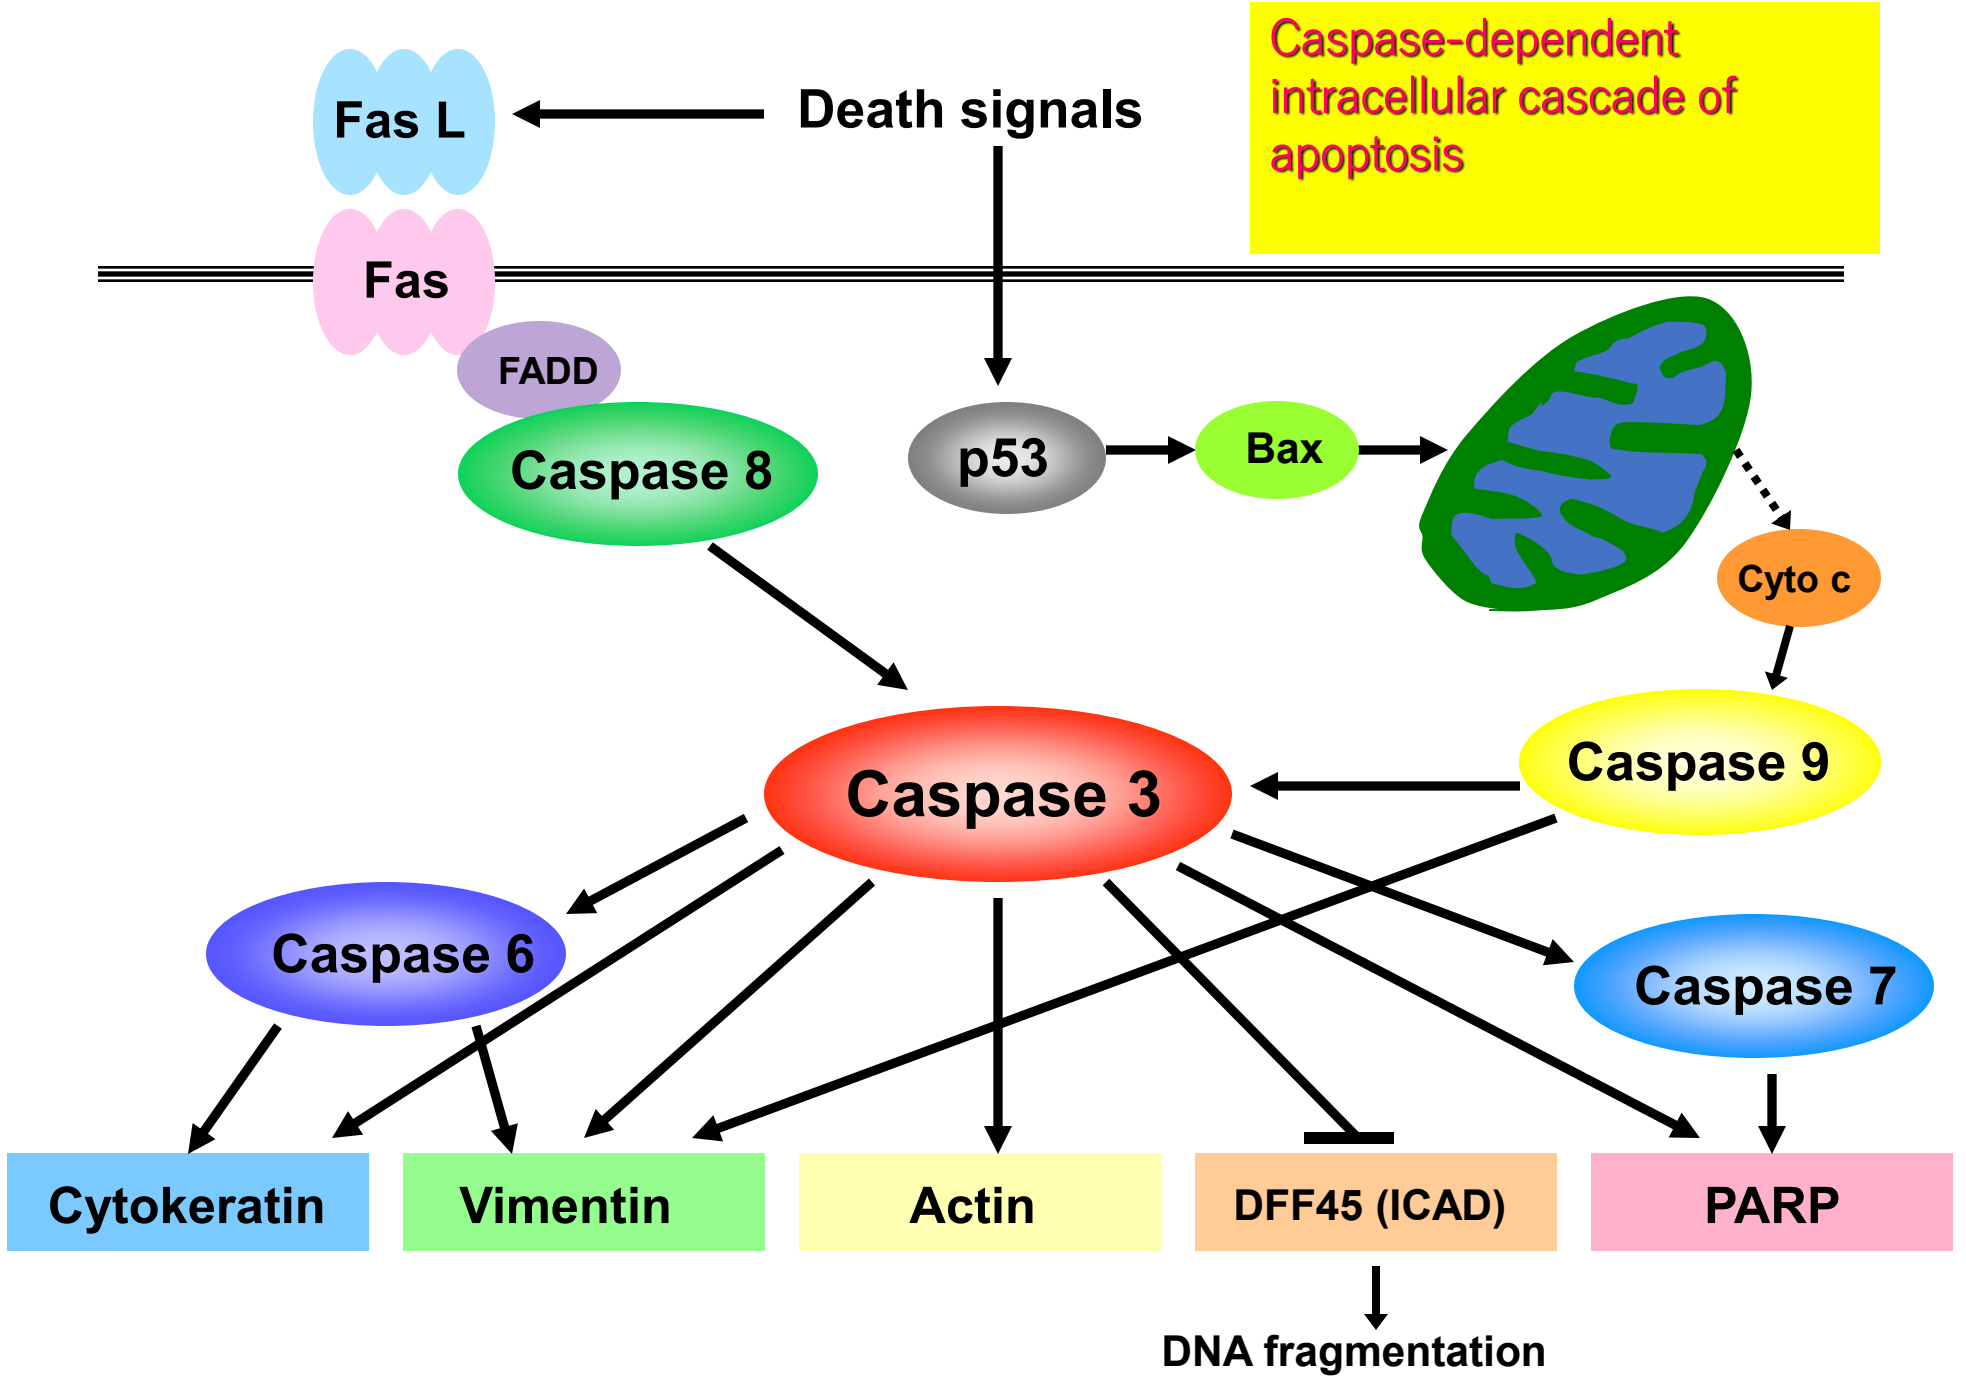 Caspase-dependent
intracellular cascade of
apoptosis
Death signals
Fas L
Fas
FADD
Caspase 8
p53
Bax
Cyto c
Caspase 3
Caspase 9
Caspase 6
Caspase 7
Cytokeratin
Vimentin
Actin
DFF45 (ICAD)
PARP
DNA fragmentation